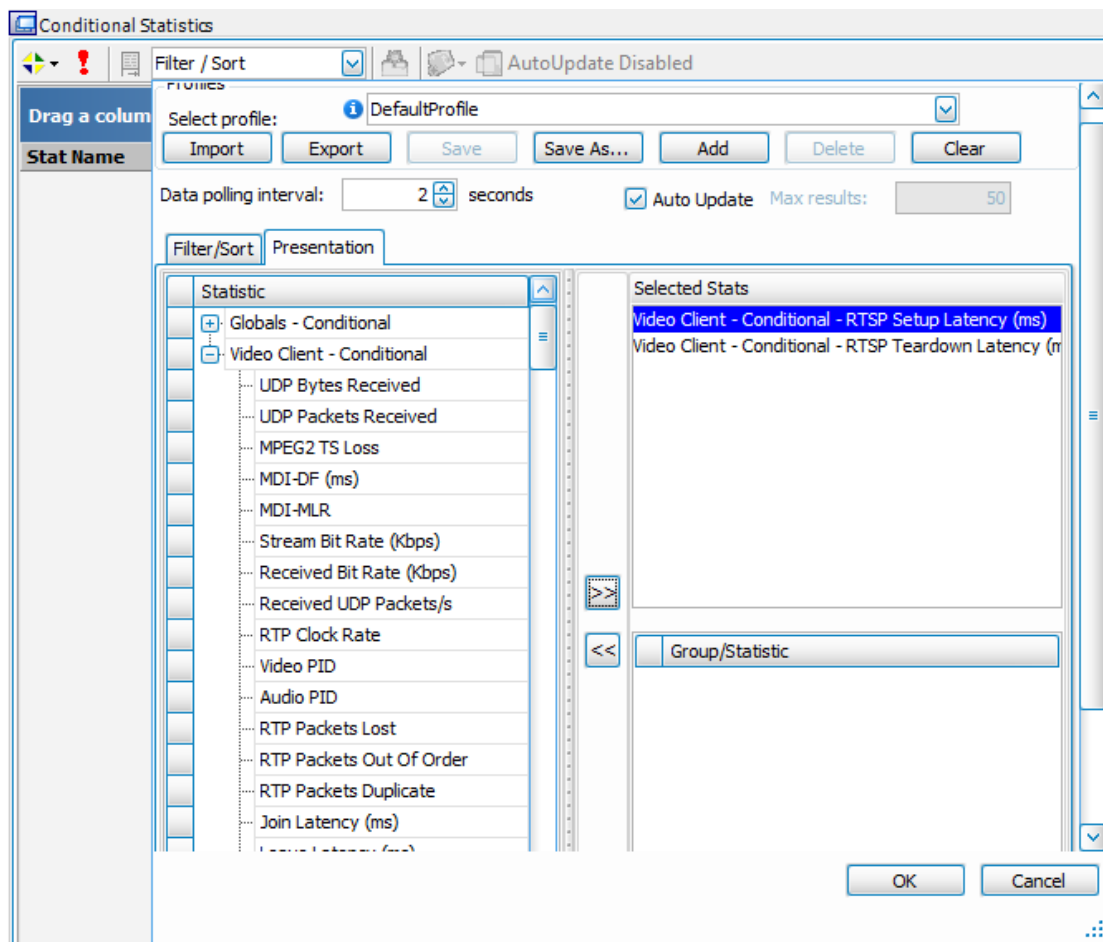 Conditional Statistics
Filter / Sort
AutoUpdate Disabled
Profiles
Drag a colum
Select profile:
DefaultProfile
Stat Name
Import
Export
Save
Save As...
Add
Delete
Clear
Data polling interval:
2
seconds
Auto Update
Max results:
50
Filter/Sort
Presentation
Statistic
Selected Stats
Globals - Conditional
Video Client - Conditional - RTSP Setup Latency (ms)
Video Client - Conditional
Video Client - Conditional - RTSP Teardown Latency (m
UDP Bytes Received
UDP Packets Received
MPEG2 TS Loss
MDI-DF (ms)
MDI-MLR
Stream Bit Rate (Kbps)
Received Bit Rate (Kbps)
>>
Received UDP Packets/s
RTP Clock Rate
<<
Group/Statistic
Video PID
Audio PID
RTP Packets Lost
RTP Packets Out Of Order
RTP Packets Duplicate
Join Latency (ms)
Leave Latency (ms)
OK
Cancel